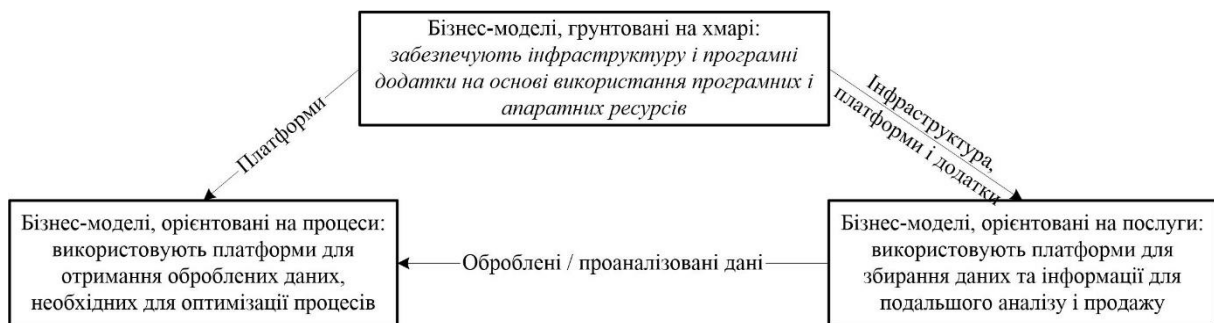 Бізнес-моделі, грунтовані на хмарі:
забезпечують інфраструктуру і програмні
додатки на основі використання програмних і
апаратних ресурсів
Платформи
Інфраструктура,
платформи і додатки
Бізнес-моделі, орієнтовані на процеси:
використовують платформи для
отримання оброблених даних,
необхідних для оптимізації процесів
Оброблені / проаналізовані дані
Бізнес-моделі, орієнтовані на послуги:
використовують платформи для
збирання даних та інформації для
подальшого аналізу і продажу